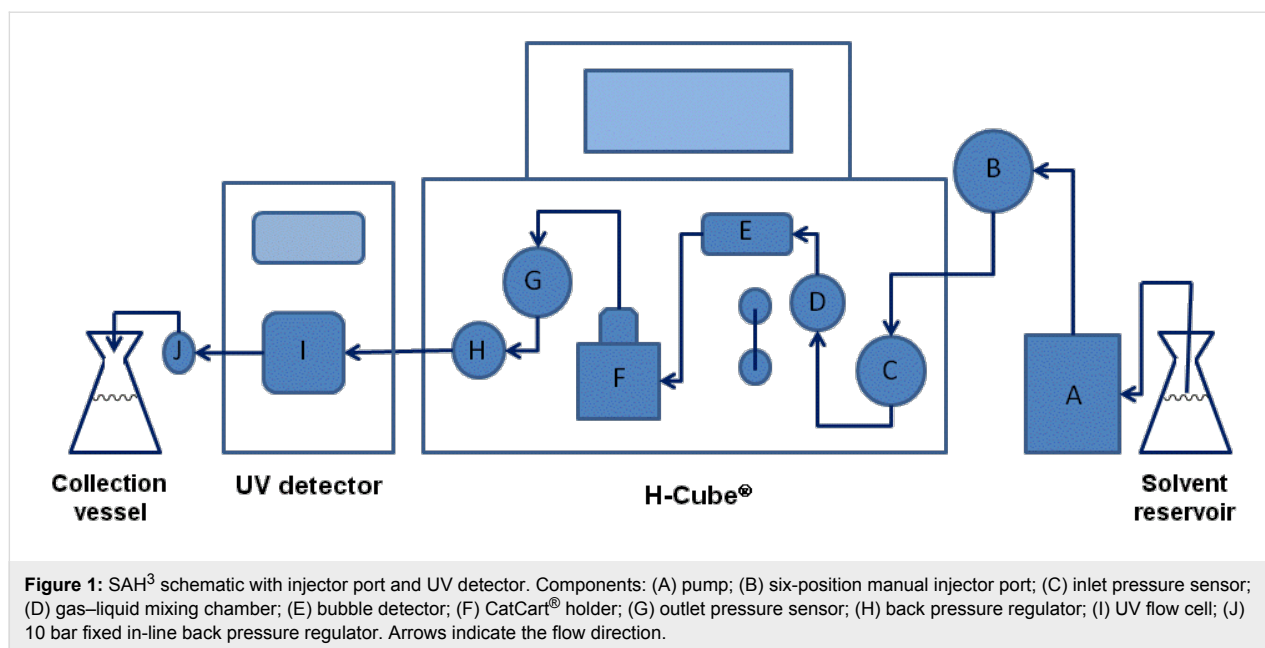 B
E
D
G
C
J
I
H
F
A
Collection
vessel
UV detector
H-Cube®
Solvent
reservoir
Figure 1: SAH³ schematic with injector port and UV detector. Components: (A) pump; (B) six-position manual injector port; (C) inlet pressure sensor;
(D) gas–liquid mixing chamber; (E) bubble detector; (F) CatCart® holder; (G) outlet pressure sensor; (H) back pressure regulator; (I) UV flow cell; (J)
10 bar fixed in-line back pressure regulator. Arrows indicate the flow direction.